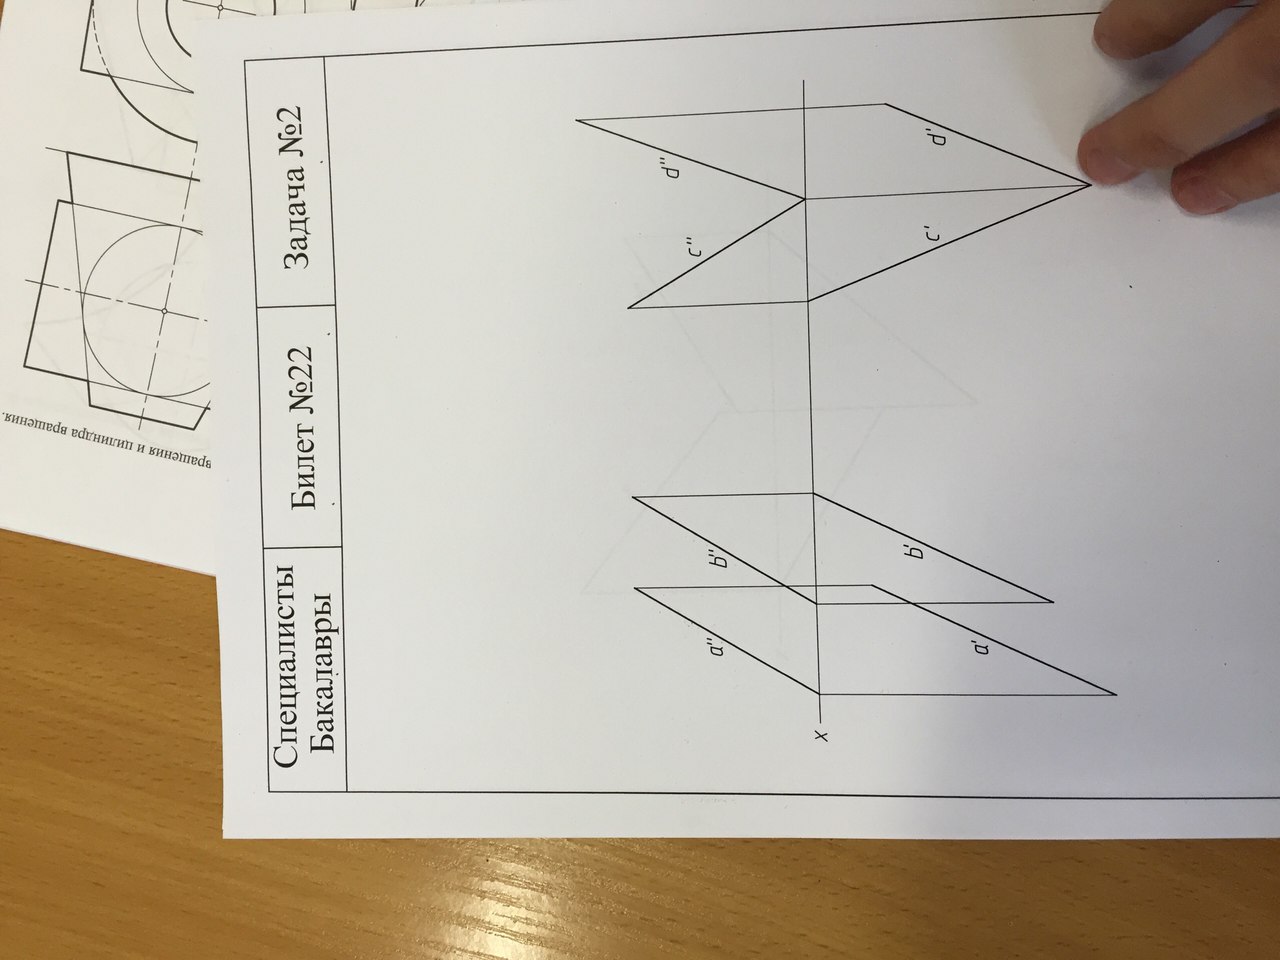 вращения и цилиндра вращения.
Специалисты
Бакалавры
Билет №22
Задача №2
a"
b"
c"
d"
x
a'
b'
c'
d'